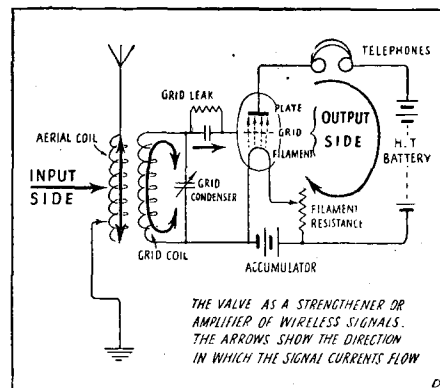 TELEPHONES
GRID LEAK
PLATE
GRID
FILAMENT
OUTPUT
SIDE
H.T
BATTERY
AERIAL COIL
INPUT
SIDE
GRID
CONDENSER
FILAMENT
RESISTANCE
GRID COIL
ACCUMULATOR
THE VALVE AS A STRENGTHENER OR
AMPLIFIER OF WIRELESS SIGNALS.
THE ARROWS SHOW THE DIRECTION
IN WHICH THE SIGNAL CURRENTS FLOW